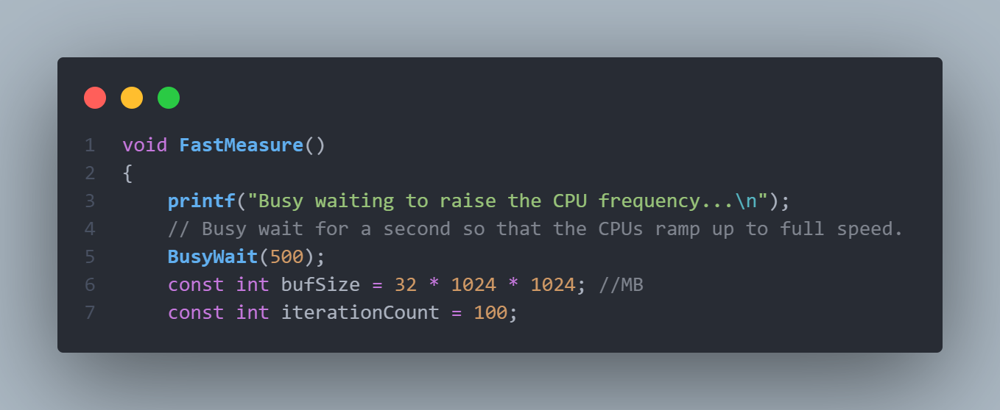 1 void FastMeasure()
2 {
3     printf("Busy waiting to raise the CPU frequency...\n");
4     // Busy wait for a second so that the CPUs ramp up to full speed.
5     BusyWait(500);
6     const int bufSize = 32 * 1024 * 1024; //MB
7     const int iterationCount = 100;